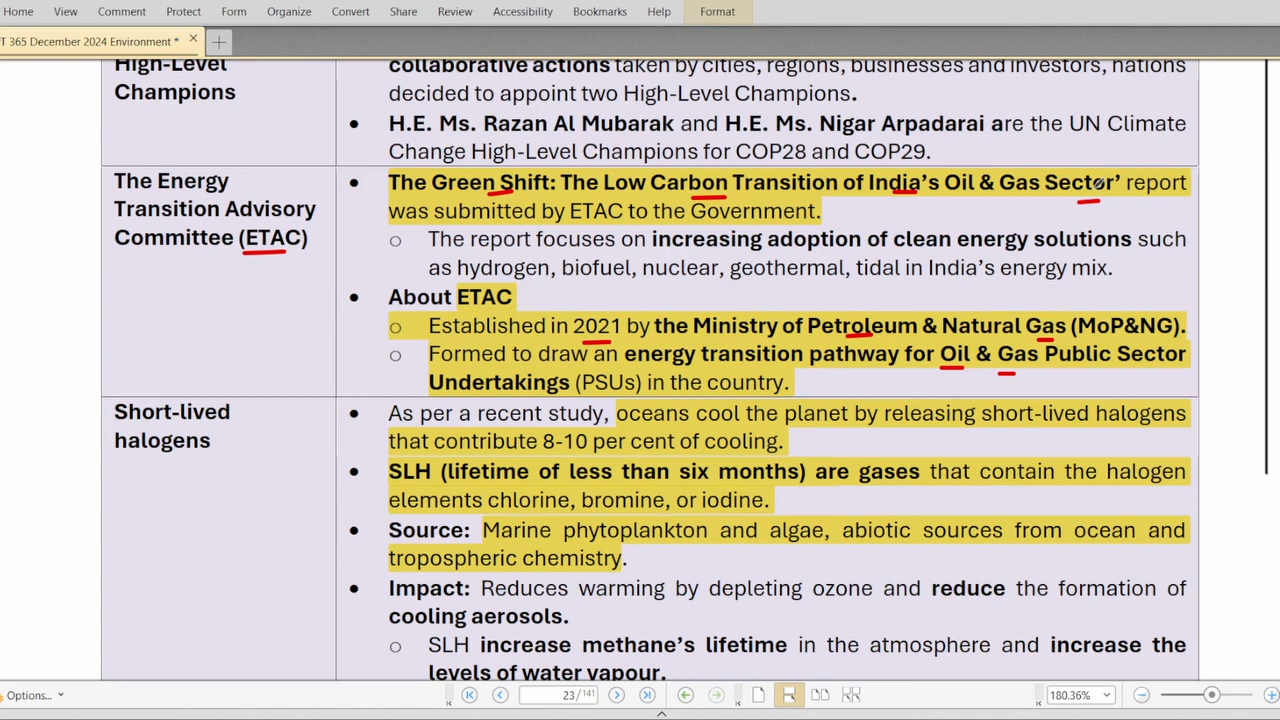 Home View Comment Protect Form Organize Convert Share Review Accessibility Bookmarks Help Format
T 365 December 2024 Environment *
High-Level
Champions
collaborative actions taken by cities, regions, businesses and investors, nations
decided to appoint two High-Level Champions.
• H.E. Ms. Razan Al Mubarak and H.E. Ms. Nigar Arpadarai are the UN Climate
Change High-Level Champions for COP28 and COP29.
The Energy
Transition Advisory
Committee (ETAC)
• The Green Shift: The Low Carbon Transition of India's Oil & Gas Sector' report
was submitted by ETAC to the Government.
o The report focuses on increasing adoption of clean energy solutions such
as hydrogen, biofuel, nuclear, geothermal, tidal in India's energy mix.
• About ETAC
o Established in 2021 by the Ministry of Petroleum & Natural Gas (MoP&NG).
o Formed to draw an energy transition pathway for Oil & Gas Public Sector
Undertakings (PSUs) in the country.
Short-lived
halogens
• As per a recent study, oceans cool the planet by releasing short-lived halogens
that contribute 8-10 per cent of cooling.
• SLH (lifetime of less than six months) are gases that contain the halogen
elements chlorine, bromine, or iodine.
• Source: Marine phytoplankton and algae, abiotic sources from ocean and
tropospheric chemistry.
• Impact: Reduces warming by depleting ozone and reduce the formation of
cooling aerosols.
o SLH increase methane's lifetime in the atmosphere and increase the
levels of water vapour.
Options... 23 /141 180.36%